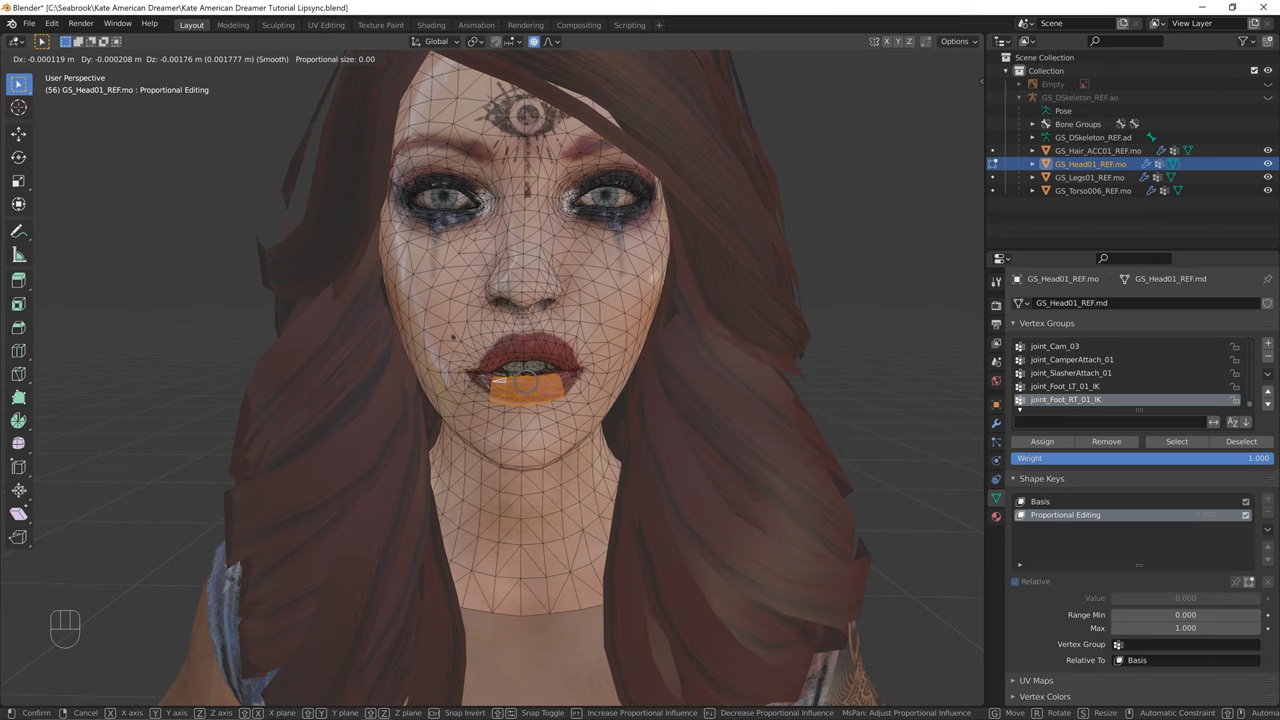 Blender* [C:\Seabrook\Kate American Dreamer\Kate American Dreamer Tutorial Lipsync.blend]
File Edit Render Window Help Layout Modeling Sculpting UV Editing Texture Paint Shading Animation Rendering Compositing Scripting + Scene View Layer
Global X Y Z Options
Dx: -0.000119 m Dy: -0.000208 m Dz: -0.00176 m (0.001777 m) (Smooth) Proportional size: 0.00
User Perspective
(56) GS_Head01_REF.mo : Proportional Editing
Scene Collection
Collection
Empty
GS_DSkeleton_REF.ao
Pose
Bone Groups
GS_DSkeleton_REF.ad
GS_Hair_ACC01_REF.mo
GS_Head01_REF.mo
GS_Legs01_REF.mo
GS_Torso006_REF.mo
GS_Head01_REF.mo GS_Head01_REF.md
GS_Head01_REF.md
Vertex Groups
joint_Cam_03
joint_CamperAttach_01
joint_SlasherAttach_01
joint_Foot_LT_01_IK
joint_Foot_RT_01_IK
Assign Remove Select Deselect
Weight 1.000
Shape Keys
Basis
Proportional Editing 0.000
Relative
Value 0.000
Range Min 0.000
Max 1.000
Vertex Group
Relative To Basis
UV Maps
Vertex Colors
Confirm Cancel X X axis Y Y axis Z Z axis X X plane Y Y plane Z Z plane Snap Invert Snap Toggle Increase Proportional Influence Decrease Proportional Influence MsPan: Adjust Proportional Influence G Move R Rotate S Resize Automatic Constraint